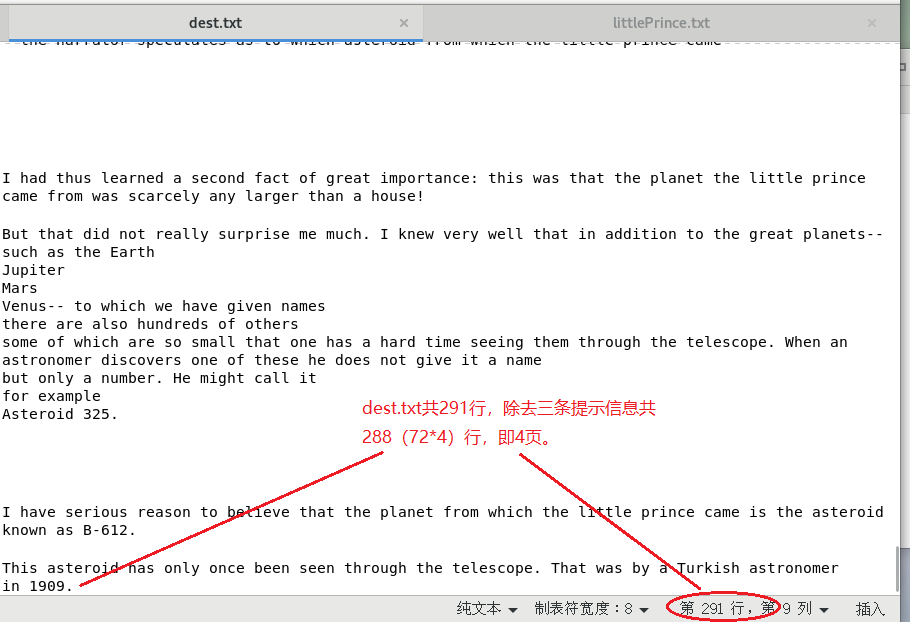 dest.txt
littlePrince.txt
--the narrator speculates as to which asteroid from which the little prince came
I had thus learned a second fact of great importance: this was that the planet the little prince
came from was scarcely any larger than a house!
But that did not really surprise me much. I knew very well that in addition to the great planets--
such as the Earth
Jupiter
Mars
Venus-- to which we have given names
there are also hundreds of others
some of which are so small that one has a hard time seeing them through the telescope. When an
astronomer discovers one of these he does not give it a name
but only a number. He might call it
for example
Asteroid 325.
dest.txt共291行，除去三条提示信息共
288（72*4）行，即4页。
I have serious reason to believe that the planet from which the little prince came is the asteroid
known as B-612.
This asteroid has only once been seen through the telescope. That was by a Turkish astronomer
in 1909.
纯文本 制表符宽度：8 第 291 行，第 9 列 插入